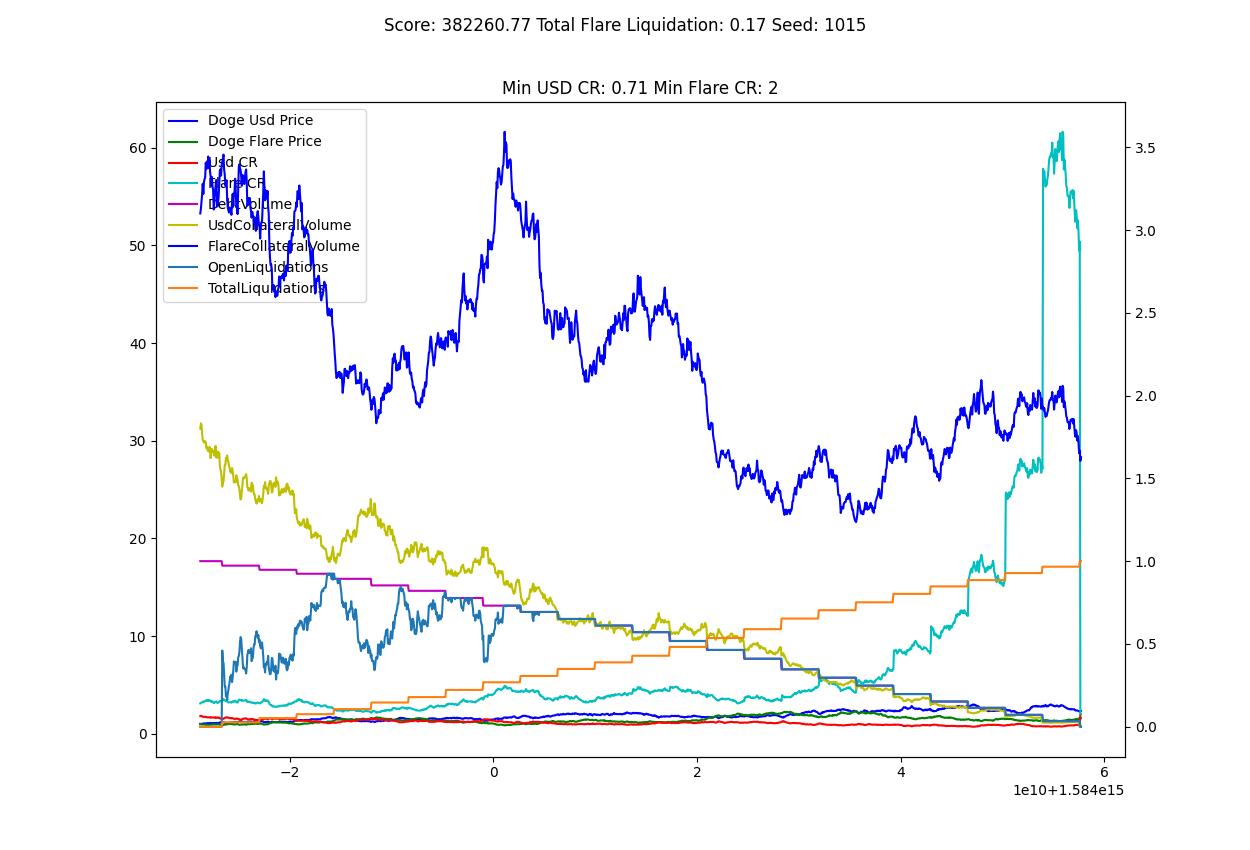 Score: 382260.77 Total Flare Liquidation: 0.17 Seed: 1015
Min USD CR: 0.71 Min Flare CR: 2
Doge Usd Price
Doge Flare Price
Usd CR
Flare CR
DebtVolume
UsdCollateralVolume
FlareCollateralVolume
OpenLiquidations
TotalLiquidations
60
50
40
30
20
10
0
3.5
3.0
2.5
2.0
1.5
1.0
0.5
0.0
−2 0 2 4 6
1e10+1.584e15